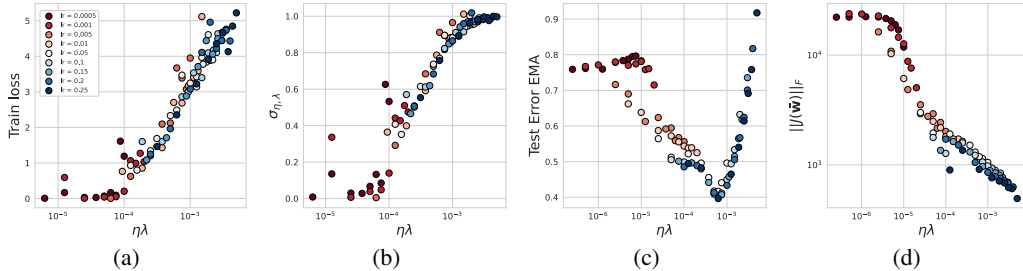 Train loss
5
4
3
2
1
0
lr = 0.0005
lr = 0.001
lr = 0.005
lr = 0.01
lr = 0.05
lr = 0.1
lr = 0.15
lr = 0.2
lr = 0.25
10⁻⁵ 10⁻⁴ 10⁻³
ηλ
(a)
σ_{η, λ}
1.0
0.8
0.6
0.4
0.2
0.0
10⁻⁵ 10⁻⁴ 10⁻³
ηλ
(b)
Test Error EMA
0.9
0.8
0.7
0.6
0.5
0.4
10⁻⁶ 10⁻⁵ 10⁻⁴ 10⁻³
ηλ
(c)
||J(w̄)||_F
10⁴
10³
10⁻⁶ 10⁻⁵ 10⁻⁴ 10⁻³
ηλ
(d)